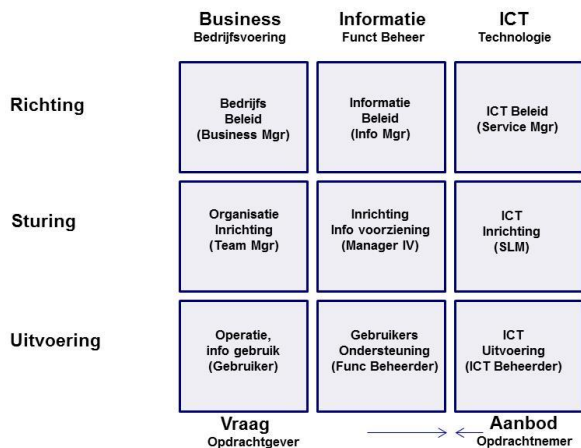 Business Informatie ICT
Bedrijfsvoering Funct Beheer Technologie
Richting
Bedrijfs
Beleid
(Business Mgr)
Informatie
Beleid
(Info Mgr)
ICT Beleid
(Service Mgr)
Sturing
Organisatie
Inrichting
(Team Mgr)
Inrichting
Info voorziening
(Manager IV)
ICT
Inrichting
(SLM)
Uitvoering
Operatie,
info gebruik
(Gebruiker)
Gebruikers
Ondersteuning
(Func Beheerder)
ICT
Uitvoering
(ICT Beheerder)
Vraag Aanbod
Opdrachtgever Opdrachtnemer